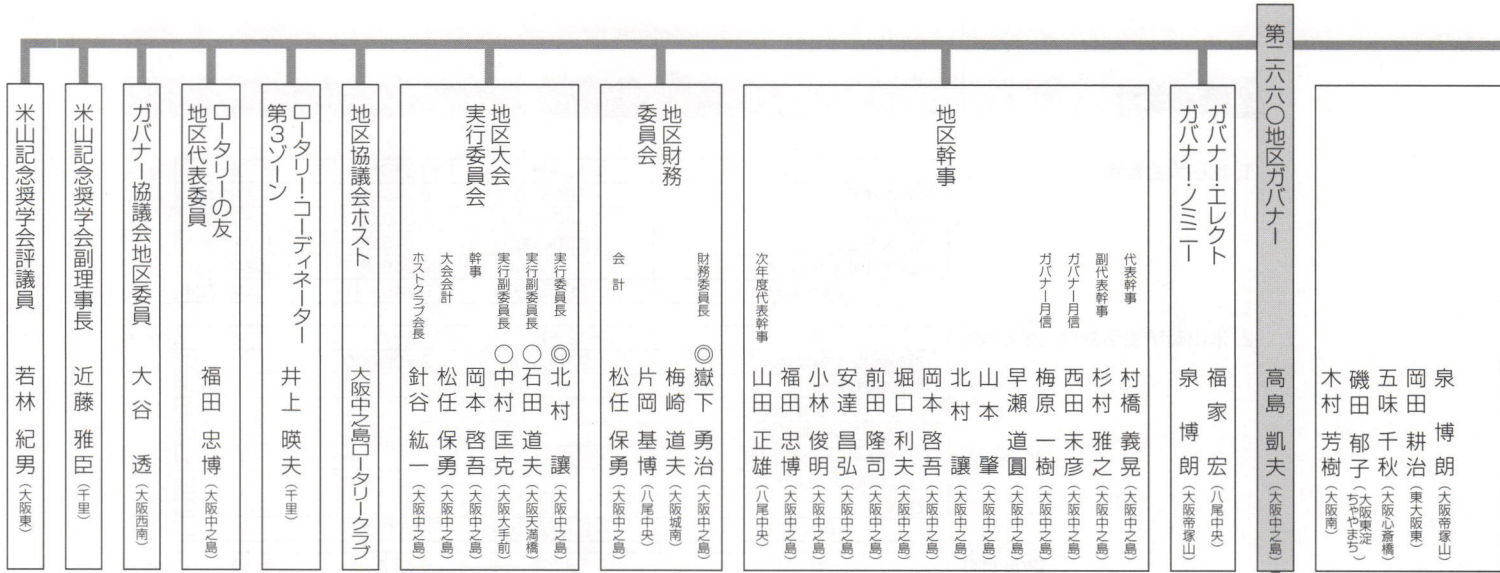 泉 博朗（大阪帝塚山）
岡田 耕治（東大阪東）
五味 千秋（大阪心斎橋）
磯田 郁子（大阪東淀ちゃやまち）
木村 芳樹（大阪南）
第二六六〇地区ガバナー 高島 凱夫（大阪中之島）
ガバナー・エレクト 福家 宏（八尾中央）
ガバナー・ノミニー 泉 博朗（大阪帝塚山）
地区幹事
代表幹事 村橋 義晃（大阪中之島）
副代表幹事 杉村 雅之（大阪中之島）
ガバナー月信 西田 末彦（大阪中之島）
ガバナー月信 梅原 一樹（大阪中之島）
早瀬 道圓（大阪中之島）
山本 肇（大阪中之島）
北村 讓（大阪中之島）
岡本 啓吾（大阪中之島）
堀口 利夫（大阪中之島）
前田 隆司（大阪中之島）
安達 昌弘（大阪中之島）
小林 俊明（大阪中之島）
福田 忠博（大阪中之島）
次年度代表幹事 山田 正雄（八尾中央）
地区財務
委員会
財務委員長 ◎嶽下 勇治（大阪中之島）
梅崎 道夫（大阪城南）
片岡 基博（八尾中央）
会計 松任 保勇（大阪中之島）
地区大会
実行委員会
実行委員長 ◎北村 讓（大阪中之島）
実行副委員長 ○石田 道夫（大阪天満橋）
実行副委員長 ○中村 匡克（大阪大手前）
幹事 岡本 啓吾（大阪中之島）
大会会計 松任 保勇（大阪中之島）
ホストクラブ会長 針谷 紘一（大阪中之島）
地区協議会ホスト 大阪中之島ロータリークラブ
ロータリー・コーディネーター
第3ゾーン 井上 暎夫（千里）
ロータリーの友
地区代表委員 福田 忠博（大阪中之島）
ガバナー協議会地区委員 大谷 透（大阪西南）
米山記念奨学会副理事長 近藤 雅臣（千里）
米山記念奨学会評議員 若林 紀男（大阪東）